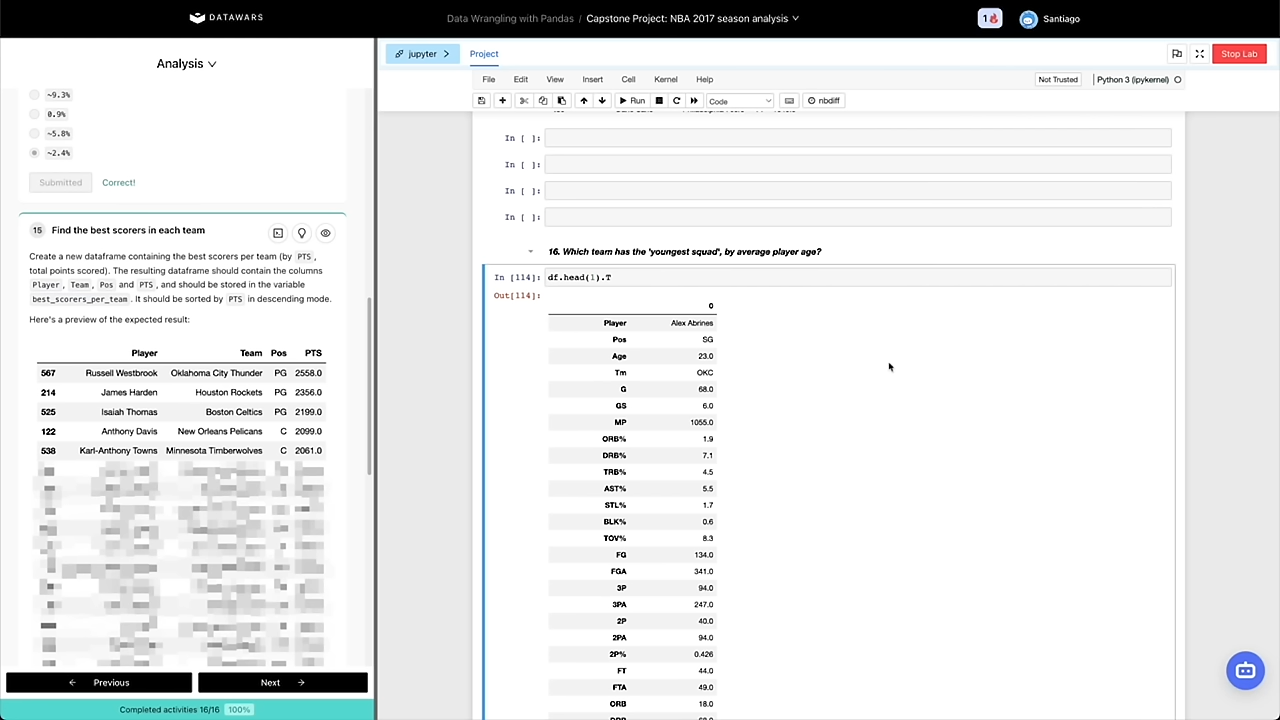 DATAWARS
Data Wrangling with Pandas / Capstone Project: NBA 2017 season analysis
1
Santiago
Analysis
~9.3%
0.9%
~5.8%
~2.4%
Submitted Correct!
15 Find the best scorers in each team
Create a new dataframe containing the best scorers per team (by PTS ,
total points scored). The resulting dataframe should contain the columns
Player , Team , Pos and PTS , and should be stored in the variable
best_scorers_per_team . It should be sorted by PTS in descending mode.
Here's a preview of the expected result:
Player Team Pos PTS
567 Russell Westbrook Oklahoma City Thunder PG 2558.0
214 James Harden Houston Rockets PG 2356.0
525 Isaiah Thomas Boston Celtics PG 2199.0
122 Anthony Davis New Orleans Pelicans C 2099.0
538 Karl-Anthony Towns Minnesota Timberwolves C 2061.0
← Previous
Next →
Completed activities 16/16 100%
jupyter
Project
Stop Lab
File Edit View Insert Cell Kernel Help
Not Trusted
Python 3 (ipykernel)
Run
Code
nbdiff
In [ ]:
In [ ]:
In [ ]:
In [ ]:
16. Which team has the 'youngest squad', by average player age?
In [114]: df.head(1).T
Out[114]:
0
Player Alex Abrines
Pos SG
Age 23.0
Tm OKC
G 68.0
GS 6.0
MP 1055.0
ORB% 1.9
DRB% 7.1
TRB% 4.5
AST% 5.5
STL% 1.7
BLK% 0.6
TOV% 8.3
FG 134.0
FGA 341.0
3P 94.0
3PA 247.0
2P 40.0
2PA 94.0
2P% 0.426
FT 44.0
FTA 49.0
ORB 18.0